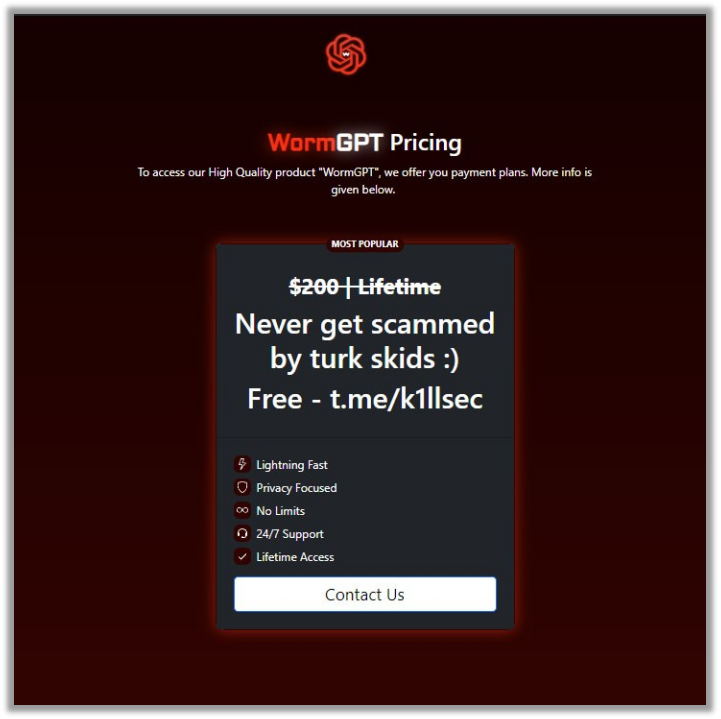 W
WormGPT Pricing
To access our High Quality product "WormGPT", we offer you payment plans. More info is
given below.
MOST POPULAR
$200 | Lifetime
Never get scammed
by turk skids :)
Free - t.me/k1llsec
Lightning Fast
Privacy Focused
No Limits
24/7 Support
Lifetime Access
Contact Us